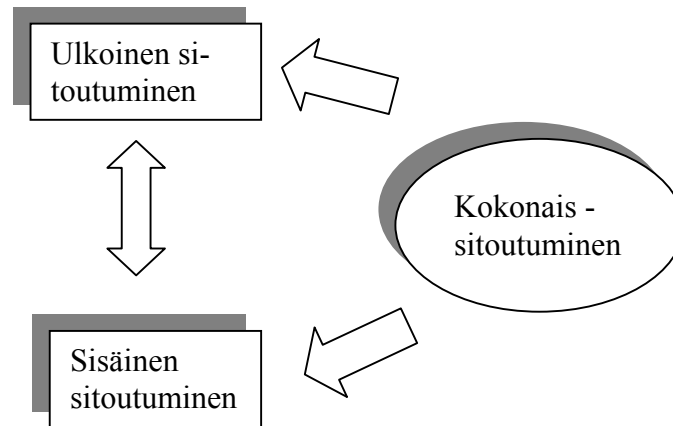 Ulkoinen si-
toutuminen
Kokonais -
sitoutuminen
Sisäinen
sitoutuminen